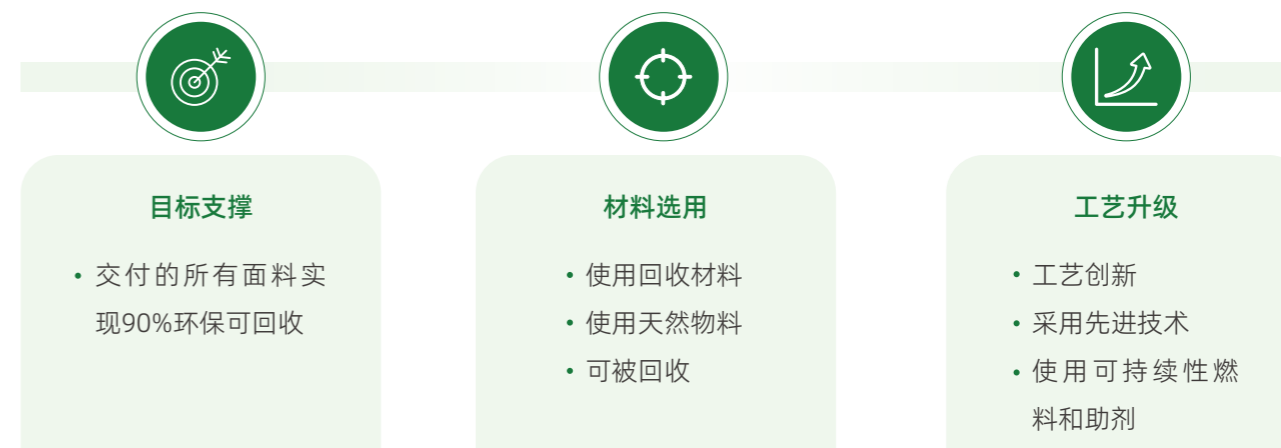 目标支撑
• 交付的所有面料实
现90%环保可回收
材料选用
• 使用回收材料
• 使用天然物料
• 可被回收
工艺升级
• 工艺创新
• 采用先进技术
• 使用可持续性燃
料和助剂